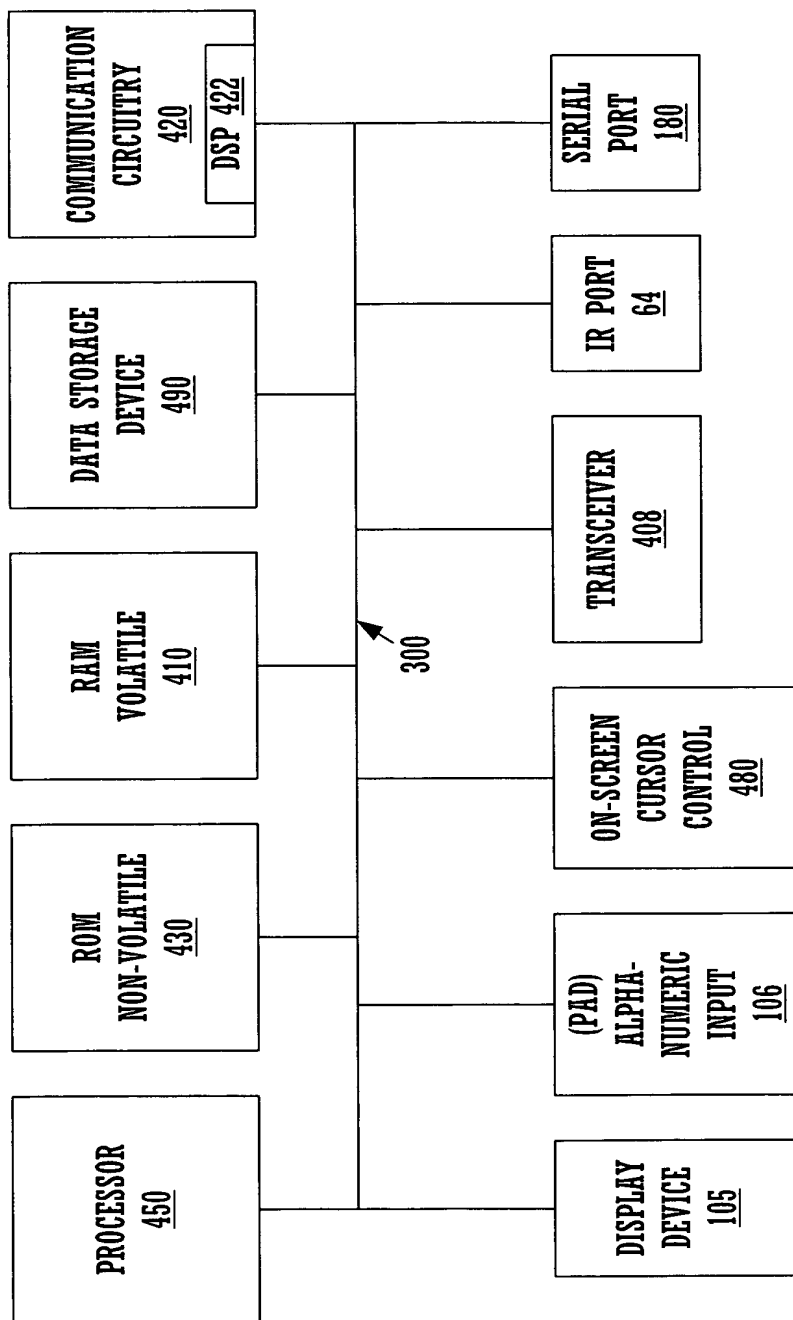 PROCESSOR
450
ROM
NON-VOLATILE
430
RAM
VOLATILE
410
DATA STORAGE
DEVICE
490
COMMUNICATION
CIRCUITRY
420
DSP 422
300
DISPLAY
DEVICE
105
(PAD)
ALPHA-
NUMERIC
INPUT
106
ON-SCREEN
CURSOR
CONTROL
480
TRANSCEIVER
408
IR PORT
64
SERIAL
PORT
180